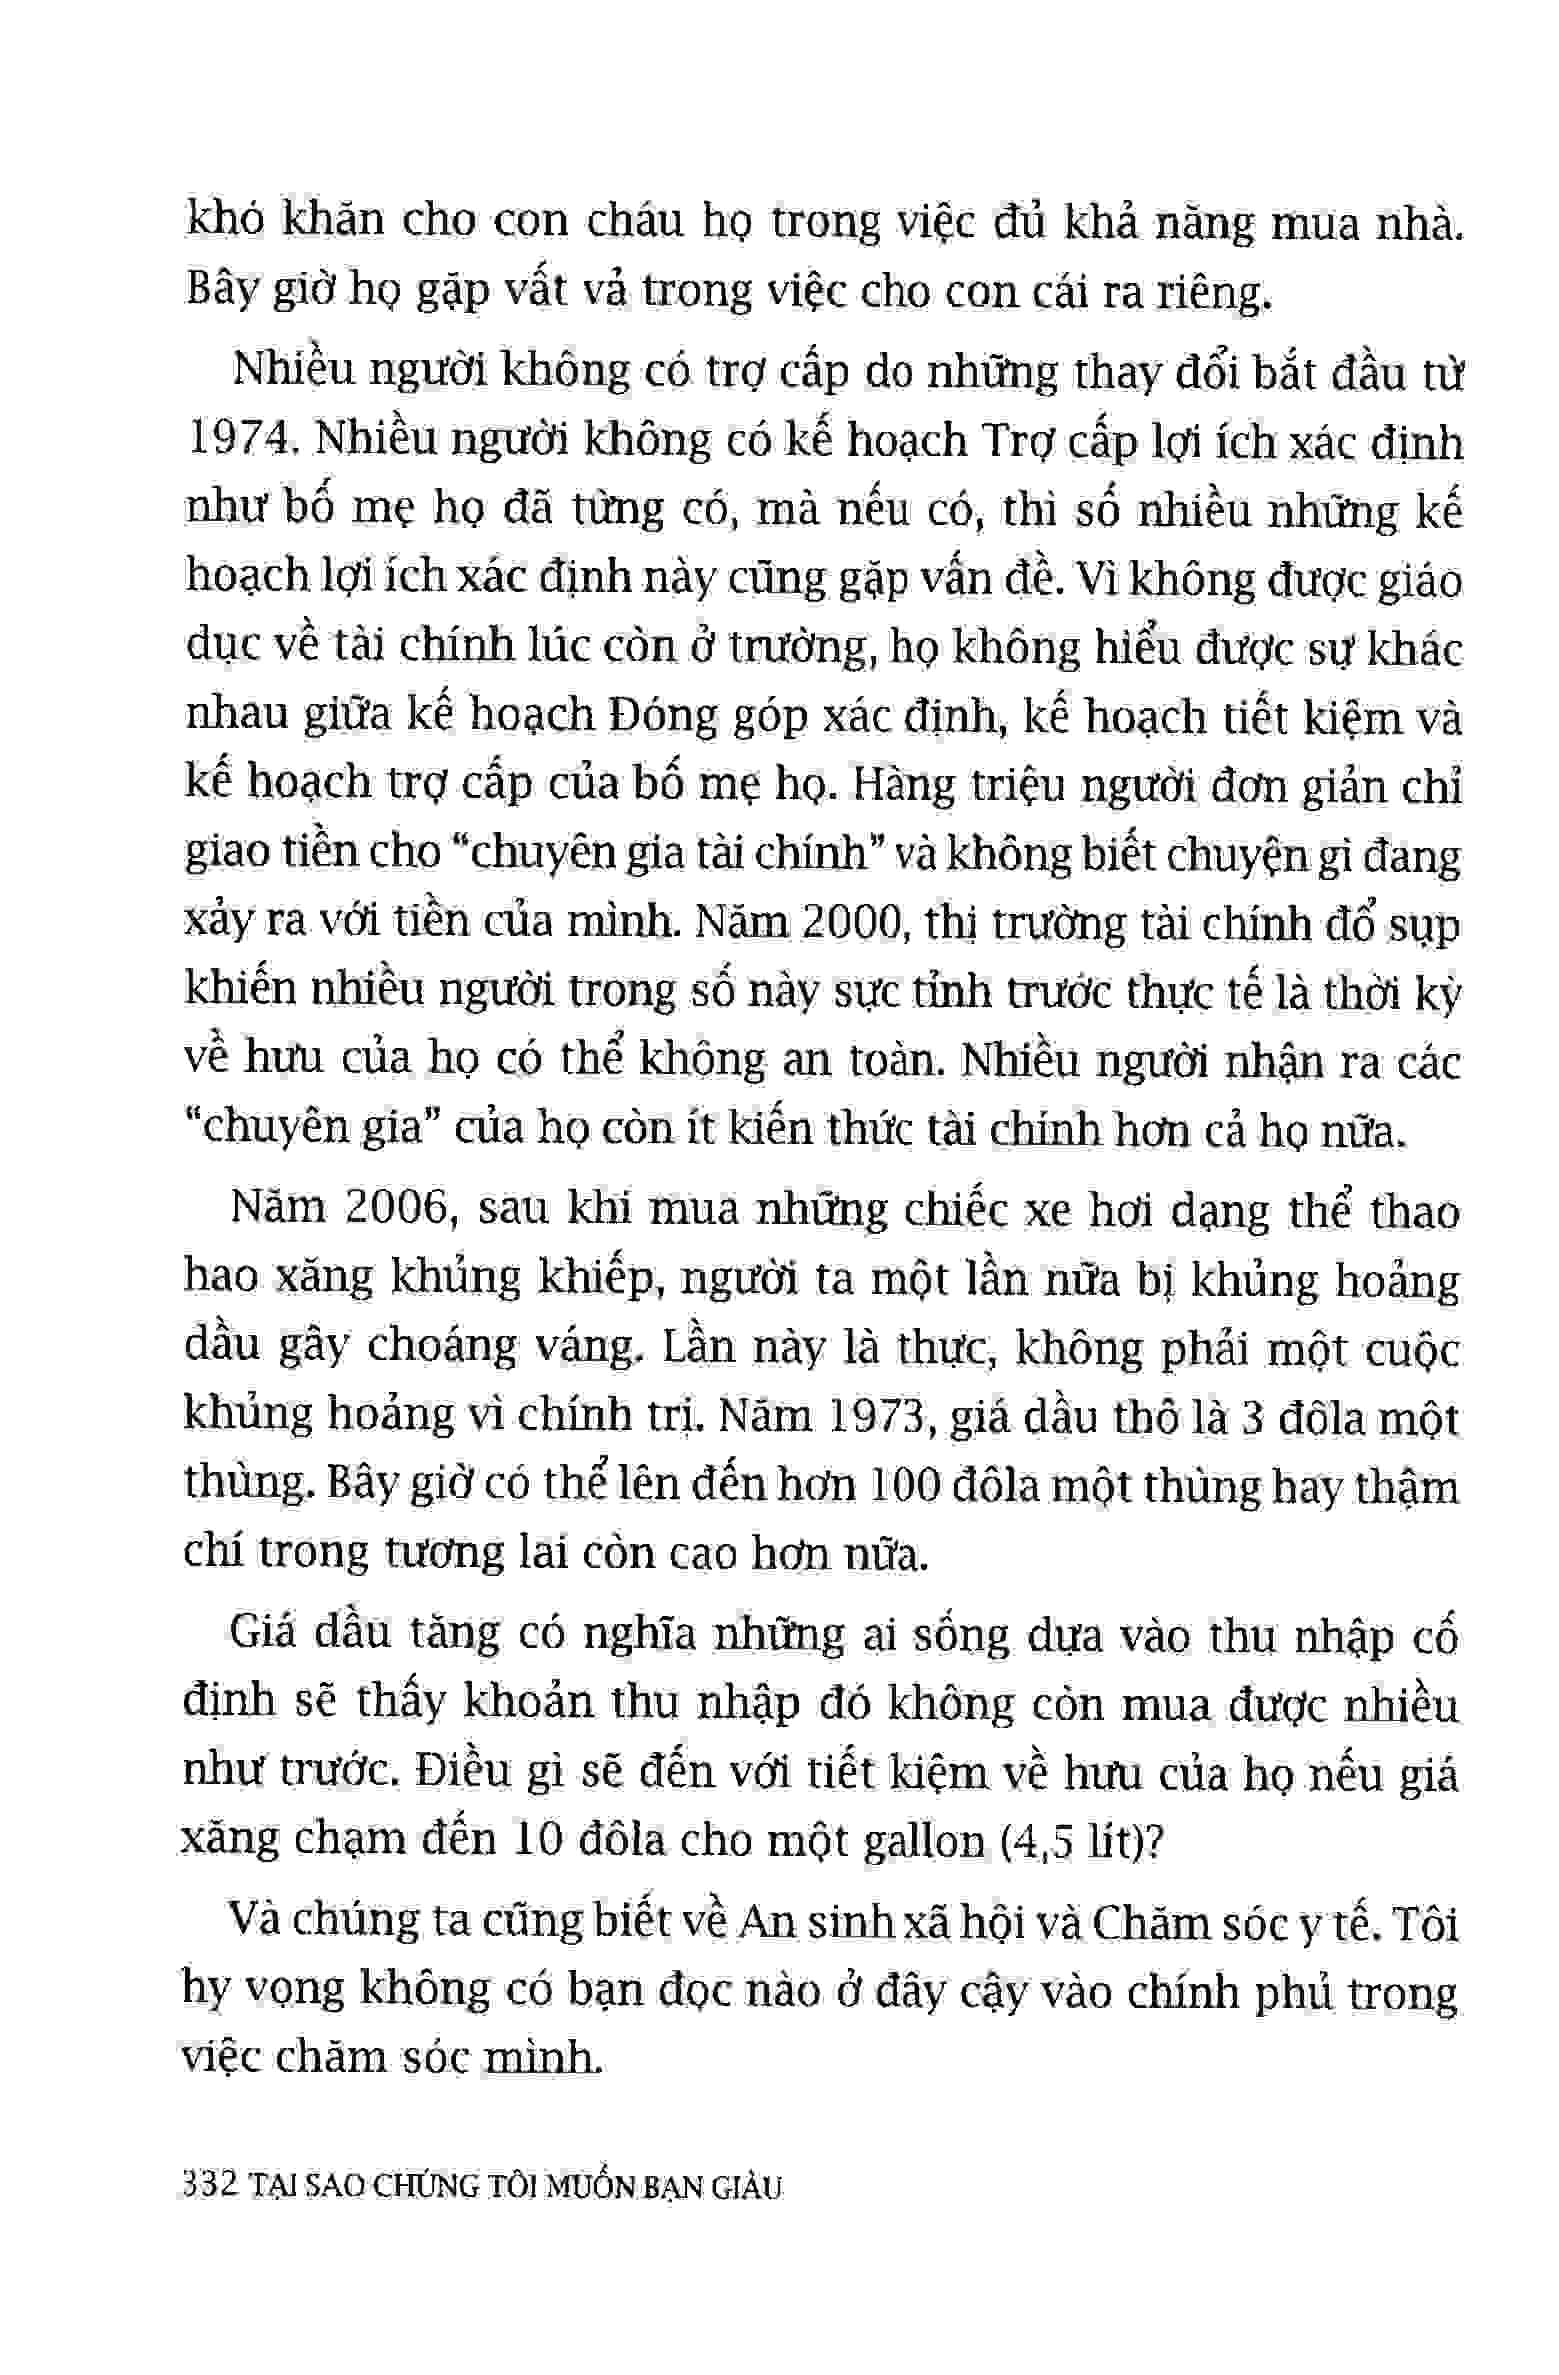 khó khăn cho con cháu họ trong việc đủ khả năng mua nhà.
Bây giờ họ gặp vất vả trong việc cho con cái ra riêng.
Nhiều người không có trợ cấp do những thay đổi bắt đầu từ
1974. Nhiều người không có kế hoạch Trợ cấp lợi ích xác định
như bố mẹ họ đã từng có, mà nếu có, thì số nhiều những kế
hoạch lợi ích xác định này cũng gặp vấn đề. Vì không được giáo
dục về tài chính lúc còn ở trường, họ không hiểu được sự khác
nhau giữa kế hoạch Đóng góp xác định, kế hoạch tiết kiệm và
kế hoạch trợ cấp của bố mẹ họ. Hàng triệu người đơn giản chỉ
giao tiền cho “chuyên gia tài chính” và không biết chuyện gì đang
xảy ra với tiền của mình. Năm 2000, thị trường tài chính đổ sụp
khiến nhiều người trong số này sực tỉnh trước thực tế là thời kỳ
về hưu của họ có thể không an toàn. Nhiều người nhận ra các
“chuyên gia” của họ còn ít kiến thức tài chính hơn cả họ nữa.
Năm 2006, sau khi mua những chiếc xe hơi dạng thể thao
hao xăng khủng khiếp, người ta một lần nữa bị khủng hoảng
dầu gây choáng váng. Lần này là thực, không phải một cuộc
khủng hoảng vì chính trị. Năm 1973, giá dầu thô là 3 đôla một
thùng. Bây giờ có thể lên đến hơn 100 đôla một thùng hay thậm
chí trong tương lai còn cao hơn nữa.
Giá dầu tăng có nghĩa những ai sống dựa vào thu nhập cố
định sẽ thấy khoản thu nhập đó không còn mua được nhiều
như trước. Điều gì sẽ đến với tiết kiệm về hưu của họ nếu giá
xăng chạm đến 10 đôla cho một gallon (4,5 lít)?
Và chúng ta cũng biết về An sinh xã hội và Chăm sóc y tế. Tôi
hy vọng không có bạn đọc nào ở đây cậy vào chính phủ trong
việc chăm sóc mình.
332 TẠI SAO CHÚNG TÔI MUỐN BẠN GIÀU